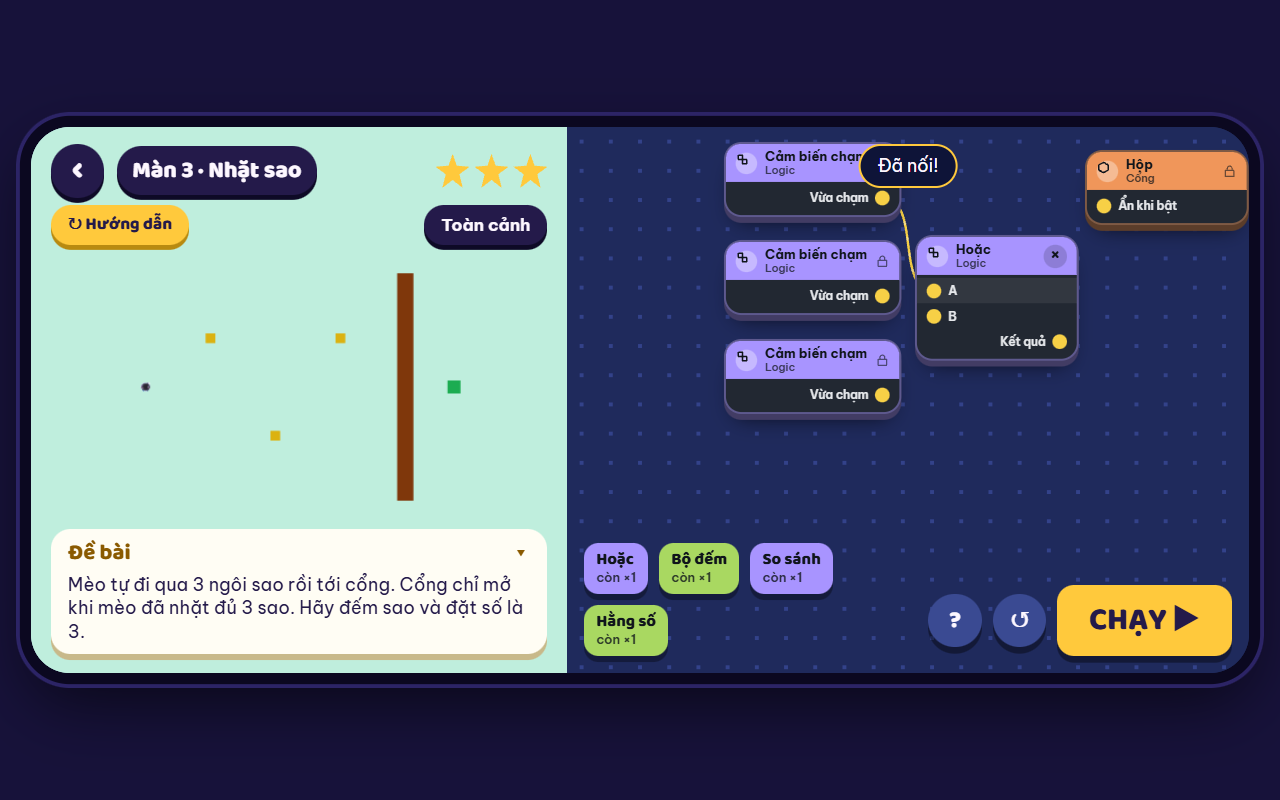 Màn 3 · Nhặt sao
↻ Hướng dẫn
Toàn cảnh
Đề bài
Mèo tự đi qua 3 ngôi sao rồi tới cổng. Cổng chỉ mở
khi mèo đã nhặt đủ 3 sao. Hãy đếm sao và đặt số là
3.
Cảm biến chạm
Logic
Vừa chạm
Đã nối!
Cảm biến chạm
Logic
Vừa chạm
Cảm biến chạm
Logic
Vừa chạm
Hoặc
Logic
A
B
Kết quả
Hộp
Cổng
Ẩn khi bật
Hoặc
còn ×1
Bộ đếm
còn ×1
So sánh
còn ×1
Hằng số
còn ×1
?
CHẠY